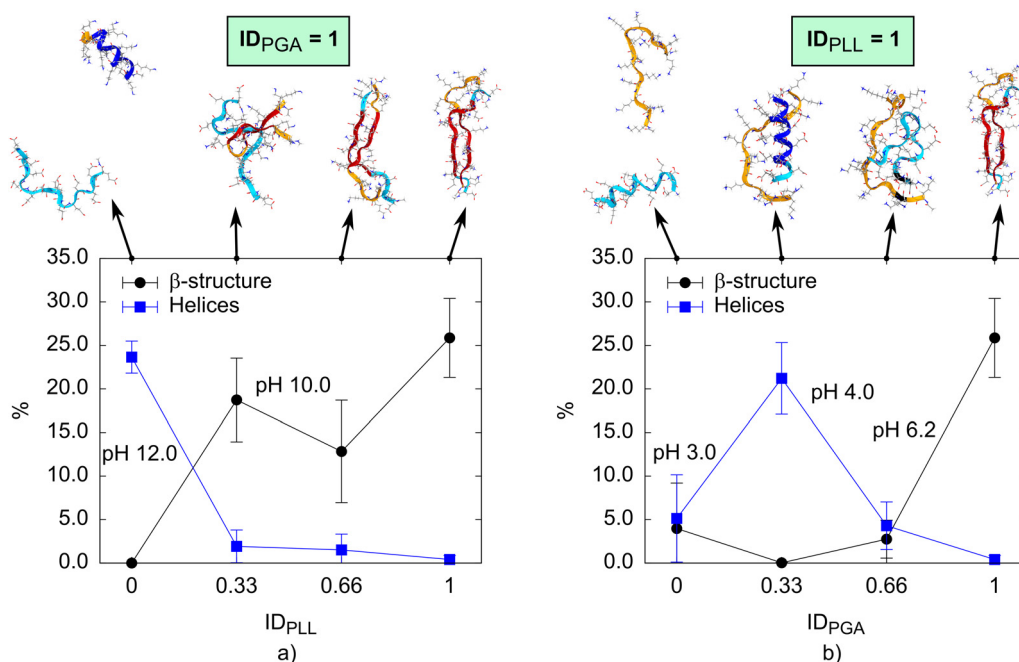 ID_PGA = 1
35.0
30.0
25.0
20.0
15.0
10.0
5.0
0.0
%
β-structure
Helices
pH 12.0
pH 10.0
0
0.33
0.66
1
ID_PLL
a)
ID_PLL = 1
35.0
30.0
25.0
20.0
15.0
10.0
5.0
0.0
%
β-structure
Helices
pH 3.0
pH 4.0
pH 6.2
0
0.33
0.66
1
ID_PGA
b)